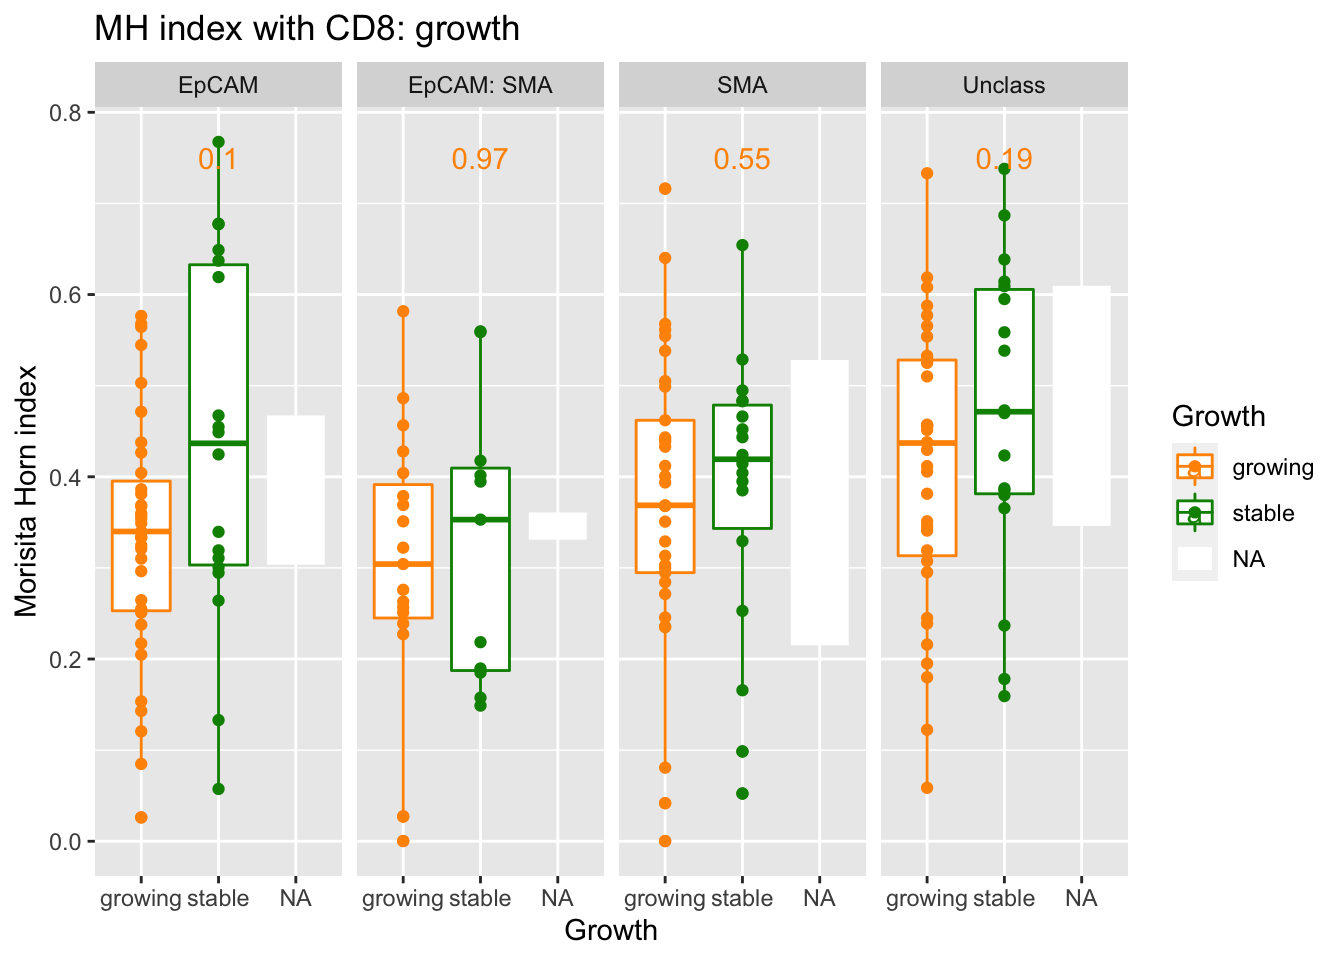 MH index with CD8: growth
EpCAM
EpCAM: SMA
SMA
Unclass
0.1
0.97
0.55
0.19
0.8
0.6
0.4
0.2
0.0
Morisita Horn index
growing stable NA
growing stable NA
growing stable NA
growing stable NA
Growth
Growth
growing
stable
NA